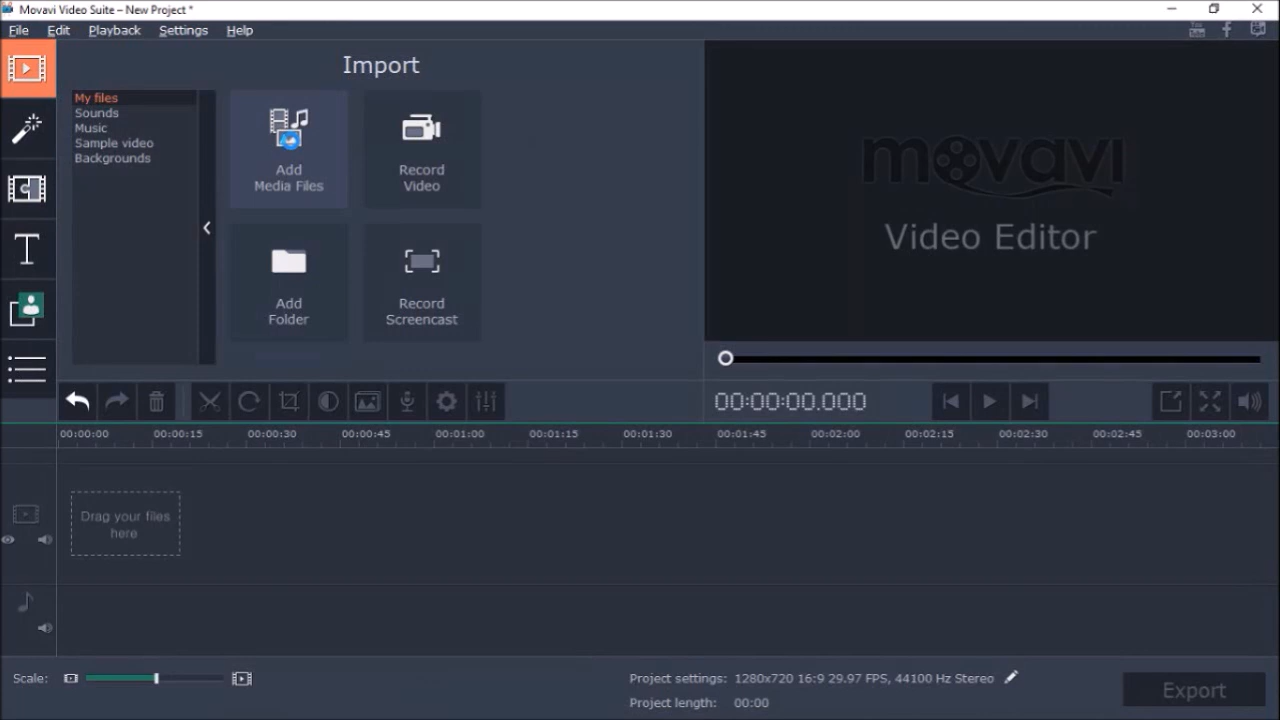 Movavi Video Suite – New Project *
File Edit Playback Settings Help
Import
My files
Sounds
Music
Sample video
Backgrounds
Add
Media Files
Record
Video
Add
Folder
Record
Screencast
movavi
Video Editor
T
00:00:00.000
00:00:00 00:00:15 00:00:30 00:00:45 00:01:00 00:01:15 00:01:30 00:01:45 00:02:00 00:02:15 00:02:30 00:02:45 00:03:00
Drag your files
here
Scale:
Project settings: 1280x720 16:9 29.97 FPS, 44100 Hz Stereo
Project length: 00:00
Export